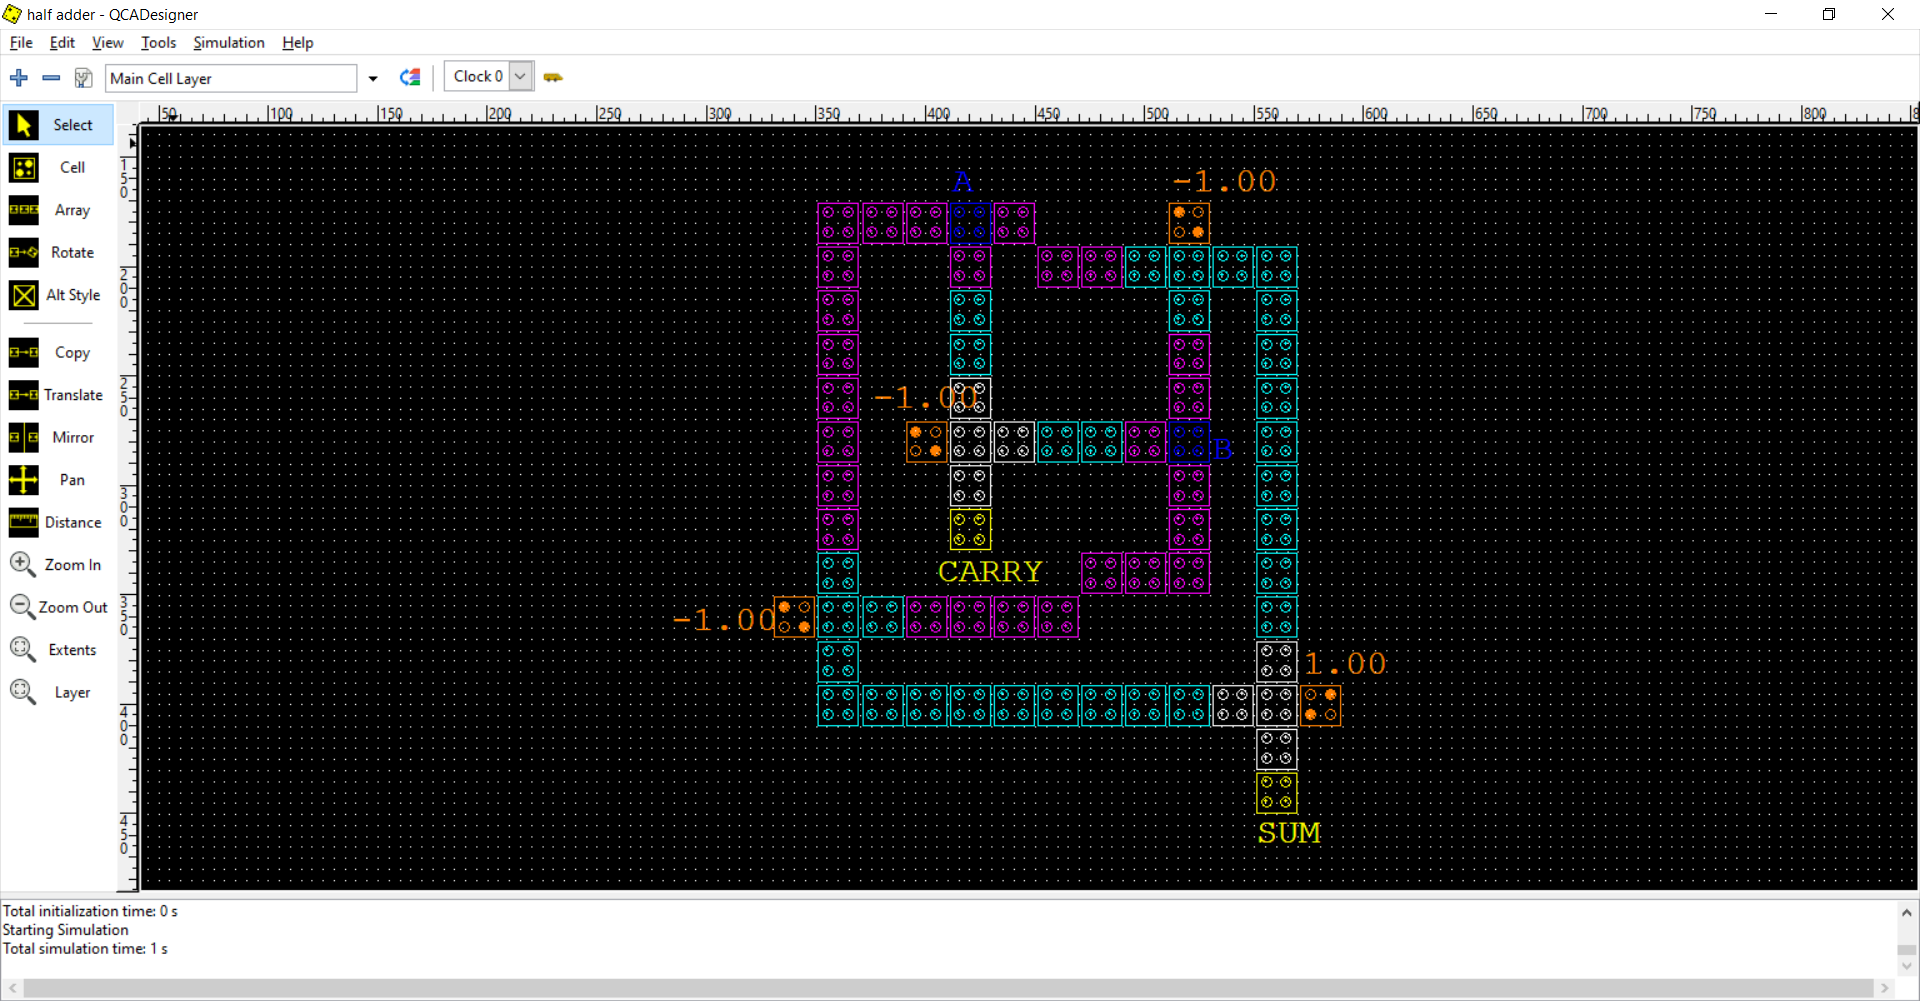 half adder - QCADesigner
File Edit View Tools Simulation Help
Main Cell Layer Clock 0
50 100 150 200 250 300 350 400 450 500 550 600 650 700 750 800 8
Select
Cell
Array
Rotate
Alt Style
Copy
Translate
Mirror
Pan
Distance
Zoom In
Zoom Out
Extents
Layer
150
200
250
300
350
400
450
A
-1.00
-1.00
B
CARRY
-1.00
1.00
SUM
Total initialization time: 0 s
Starting Simulation
Total simulation time: 1 s